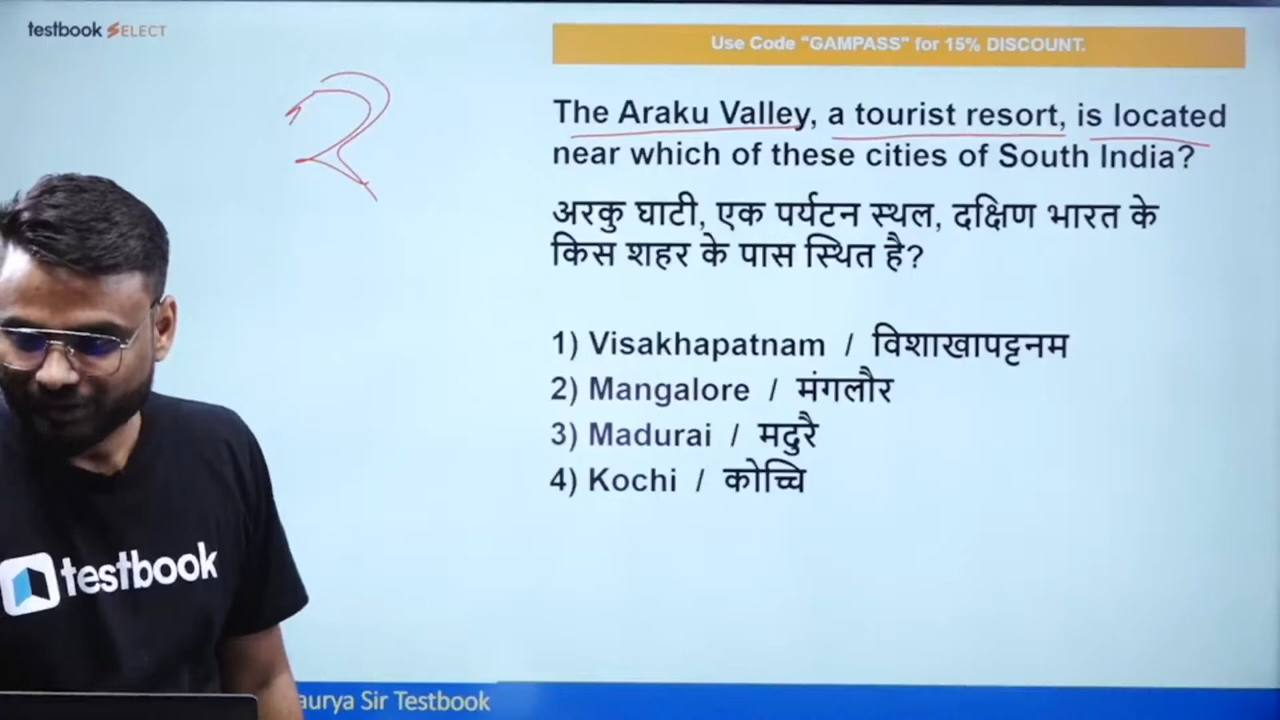 testbook SELECT
Use Code "GAMPASS" for 15% DISCOUNT.
The Araku Valley, a tourist resort, is located
near which of these cities of South India?
अरकु घाटी, एक पर्यटन स्थल, दक्षिण भारत के
किस शहर के पास स्थित है?
1) Visakhapatnam / विशाखापट्टनम
2) Mangalore / मंगलौर
3) Madurai / मदुरै
4) Kochi / कोच्चि
testbook
aurya Sir Testbook